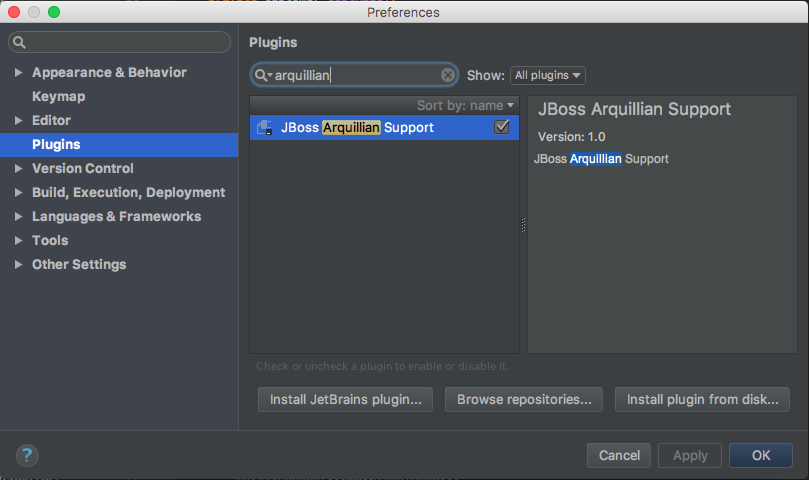 Preferences
Appearance & Behavior
Keymap
Editor
Plugins
Version Control
Build, Execution, Deployment
Languages & Frameworks
Tools
Other Settings
Plugins
arquillian
Show: All plugins
Sort by: name
JBoss Arquillian Support
JBoss Arquillian Support
Version: 1.0
JBoss Arquillian Support
Check or uncheck a plugin to enable or disable it.
Install JetBrains plugin...
Browse repositories...
Install plugin from disk...
?
Cancel
Apply
OK